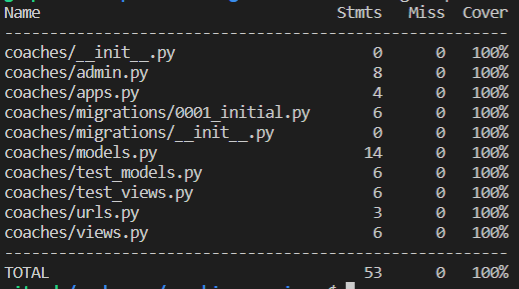 Name Stmts Miss Cover
---------------------------------------------------------
coaches/__init__.py 0 0 100%
coaches/admin.py 8 0 100%
coaches/apps.py 4 0 100%
coaches/migrations/0001_initial.py 6 0 100%
coaches/migrations/__init__.py 0 0 100%
coaches/models.py 14 0 100%
coaches/test_models.py 6 0 100%
coaches/test_views.py 6 0 100%
coaches/urls.py 3 0 100%
coaches/views.py 6 0 100%
---------------------------------------------------------
TOTAL 53 0 100%